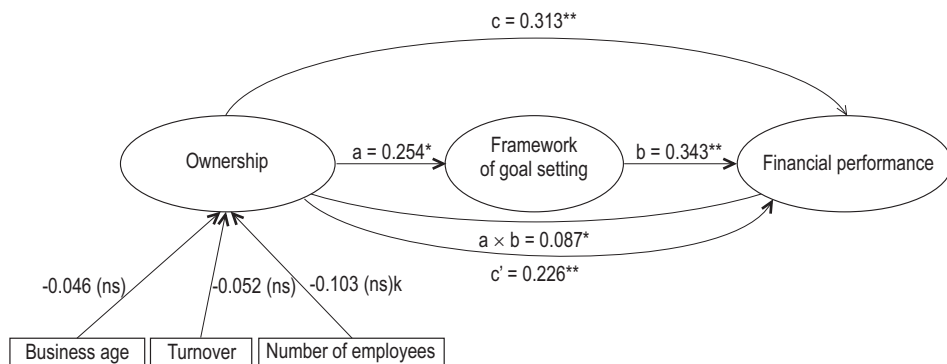 c = 0.313**
Ownership
a = 0.254*
Framework
of goal setting
b = 0.343**
Financial performance
a × b = 0.087*
c’ = 0.226**
-0.046 (ns)
-0.052 (ns)
-0.103 (ns)k
Business age
Turnover
Number of employees